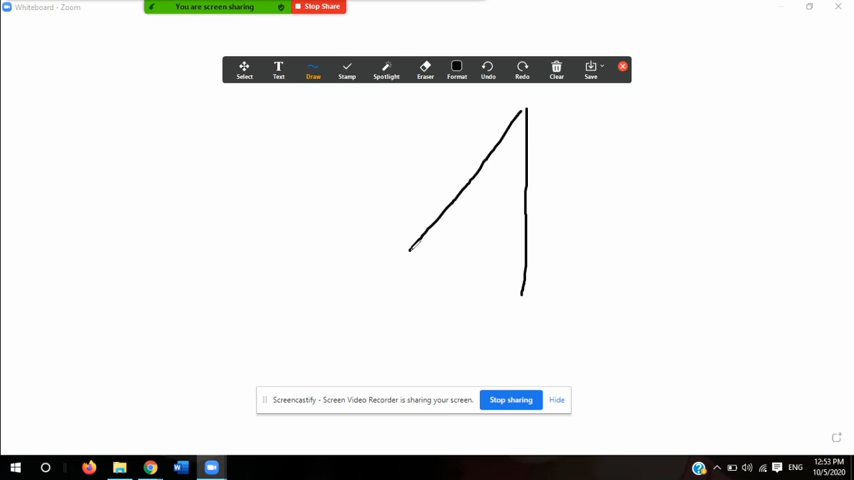 Whiteboard - Zoom
You are screen sharing
Stop Share
Select
Text
Draw
Stamp
Spotlight
Eraser
Format
Undo
Redo
Clear
Save
Screencastify - Screen Video Recorder is sharing your screen.
Stop sharing
Hide
ENG
12:53 PM
10/5/2020